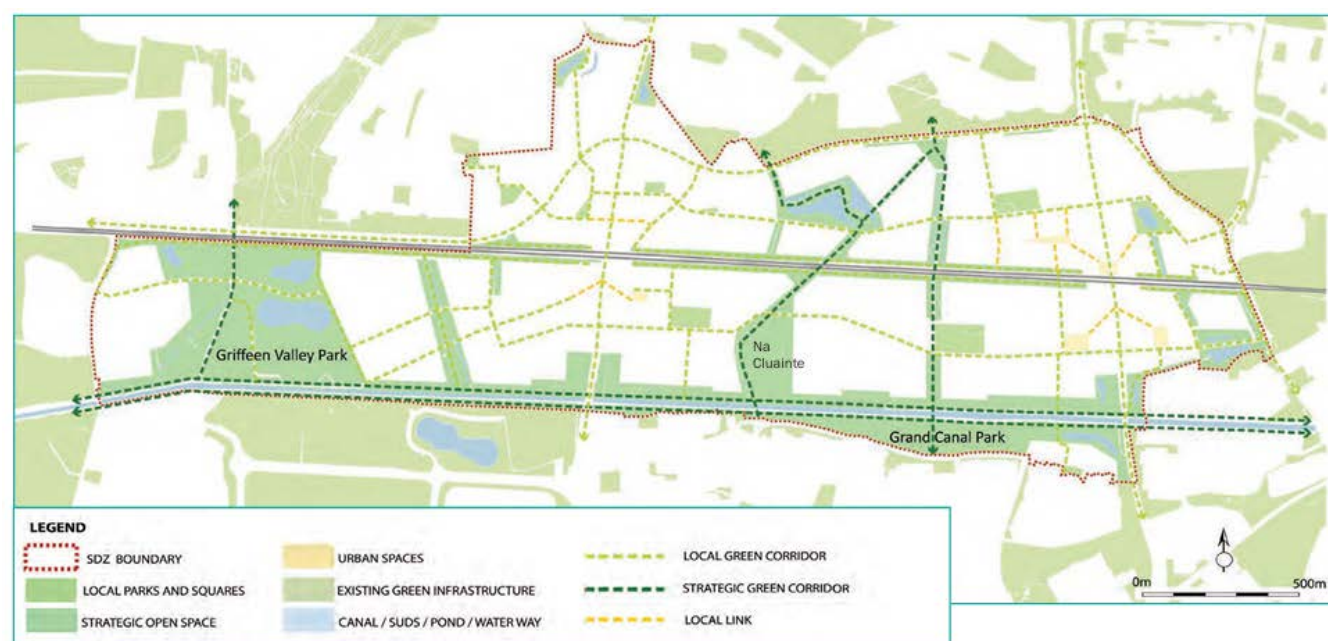 Griffeen Valley Park
Na
Cluainte
Grand Canal Park
LEGEND
SDZ BOUNDARY
LOCAL PARKS AND SQUARES
STRATEGIC OPEN SPACE
URBAN SPACES
EXISTING GREEN INFRASTRUCTURE
CANAL / SUDS / POND / WATER WAY
LOCAL GREEN CORRIDOR
STRATEGIC GREEN CORRIDOR
LOCAL LINK
0m 500m